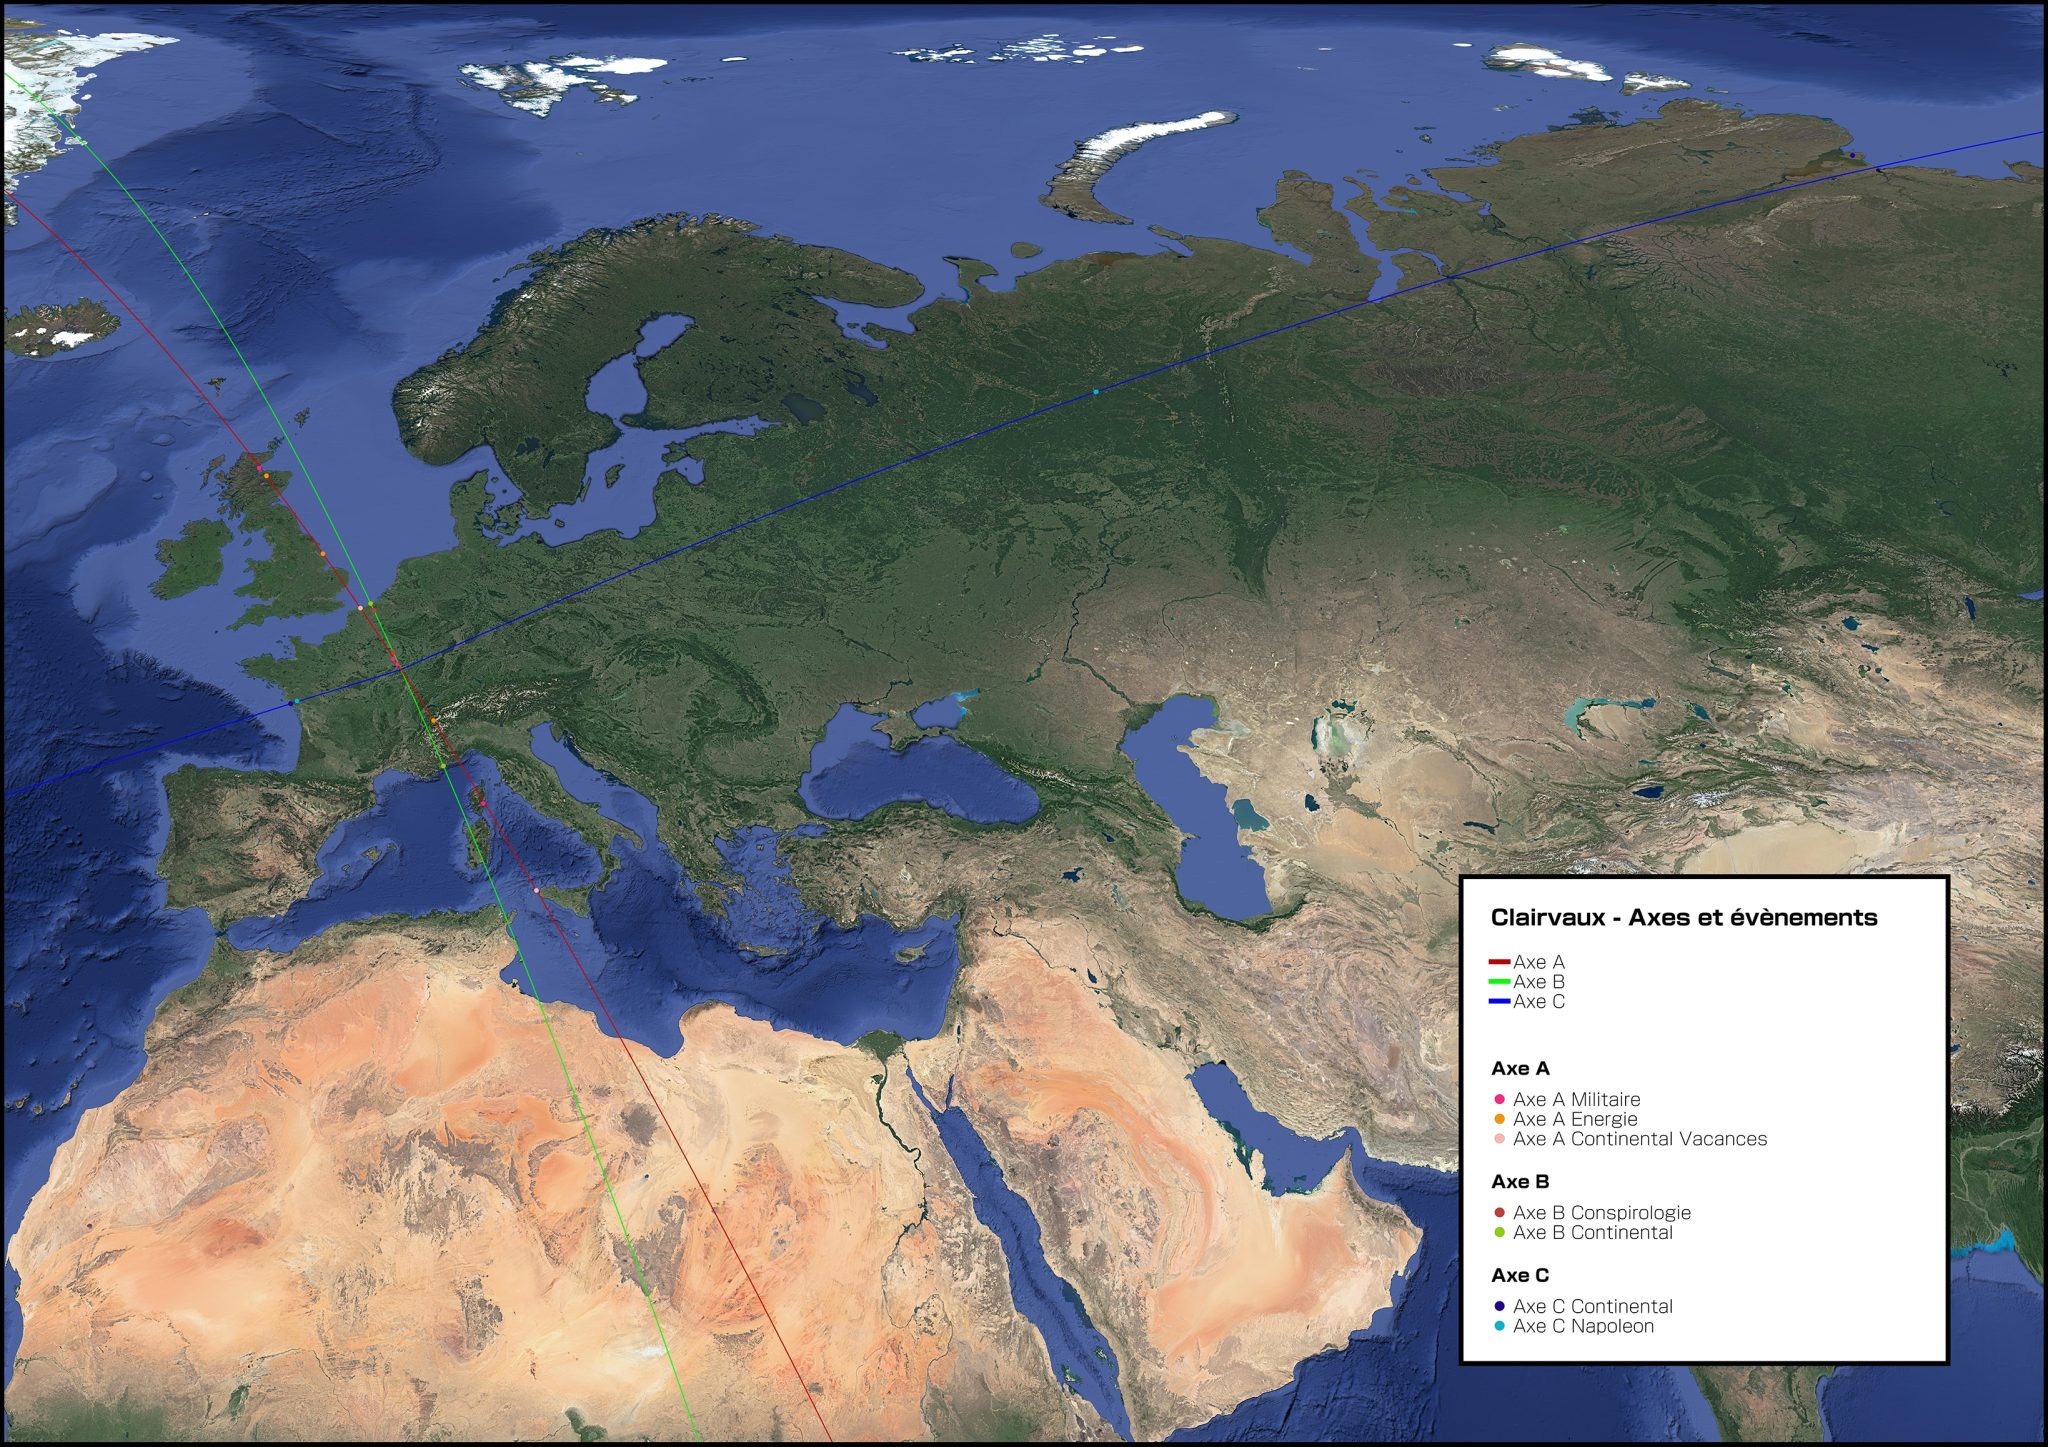 Clairvaux - Axes et évènements
Axe A
Axe B
Axe C
Axe A
Axe A Militaire
Axe A Energie
Axe A Continental Vacances
Axe B
Axe B Conspirologie
Axe B Continental
Axe C
Axe C Continental
Axe C Napoleon